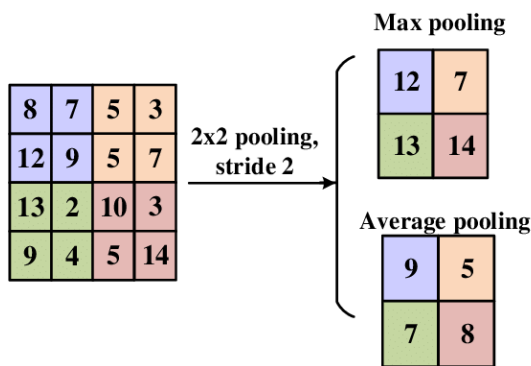 Max pooling
12 7
13 14
8 7 5 3
12 9 5 7
13 2 10 3
9 4 5 14
2x2 pooling,
stride 2
Average pooling
9 5
7 8